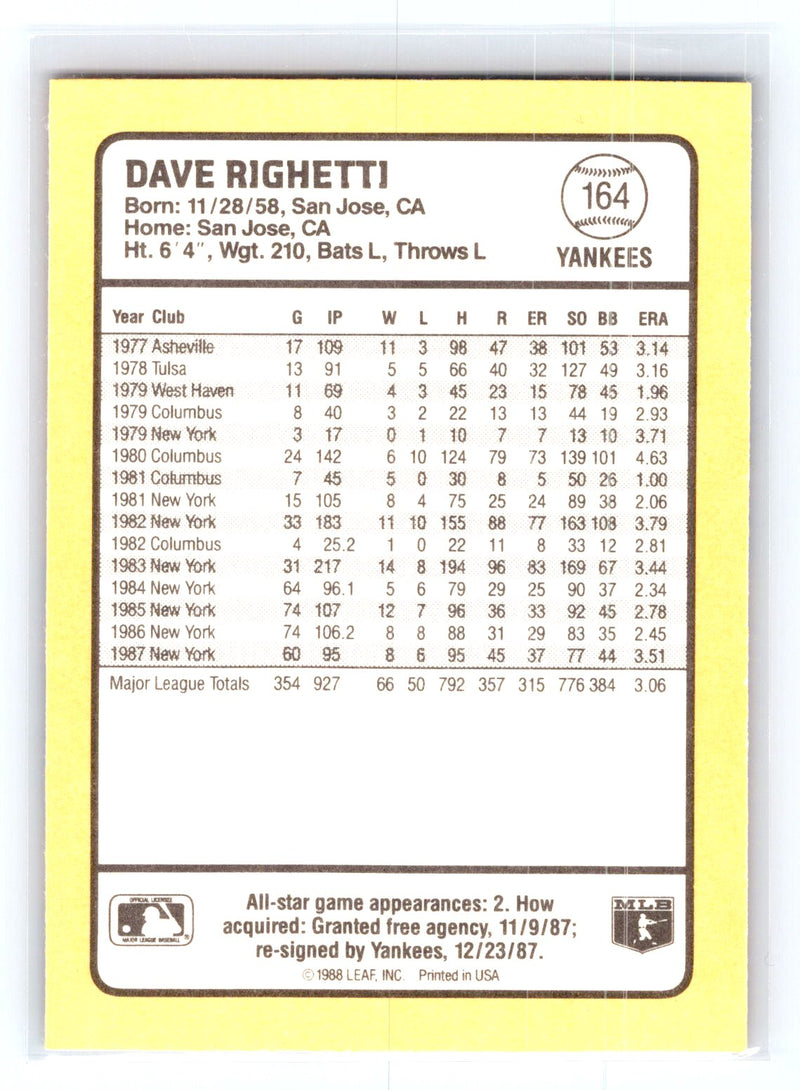 DAVE RIGHETTI
Born: 11/28/58, San Jose, CA
Home: San Jose, CA
Ht. 6'4", Wgt. 210, Bats L, Throws L
164
YANKEES
Year Club G IP W L H R ER SO BB ERA
1977 Asheville 17 109 11 3 98 47 38 101 53 3.14
1978 Tulsa 13 91 5 5 66 40 32 127 49 3.16
1979 West Haven 11 69 4 3 45 23 15 78 45 1.96
1979 Columbus 8 40 3 2 22 13 13 44 19 2.93
1979 New York 3 17 0 1 10 7 7 13 10 3.71
1980 Columbus 24 142 6 10 124 79 73 139 101 4.63
1981 Columbus 7 45 5 0 30 8 5 50 26 1.00
1981 New York 15 105 8 4 75 25 24 89 38 2.06
1982 New York 33 183 11 10 155 88 77 163 108 3.79
1982 Columbus 4 25.2 1 0 22 11 8 33 12 2.81
1983 New York 31 217 14 8 194 96 83 169 67 3.44
1984 New York 64 96.1 5 6 79 29 25 90 37 2.34
1985 New York 74 107 12 7 96 36 33 92 45 2.78
1986 New York 74 106.2 8 8 88 31 29 83 35 2.45
1987 New York 60 95 8 6 95 45 37 77 44 3.51
Major League Totals 354 927 66 50 792 357 315 776 384 3.06
OFFICIAL LICENSEE
MAJOR LEAGUE BASEBALL
®
All-star game appearances: 2. How
acquired: Granted free agency, 11/9/87;
re-signed by Yankees, 12/23/87.
© 1988 LEAF, INC. Printed in USA
MLB